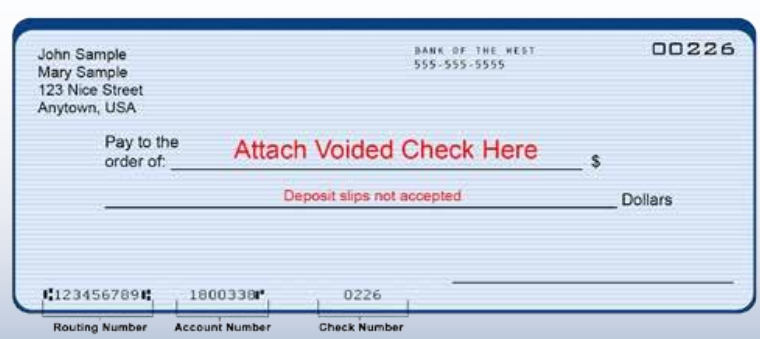 John Sample
Mary Sample
123 Nice Street
Anytown, USA
BANK OF THE WEST
555-555-5555
00226
Pay to the
order of: Attach Voided Check Here $
Deposit slips not accepted Dollars
⑆123456789⑆ 1800338⑈ 0226
Routing Number Account Number Check Number